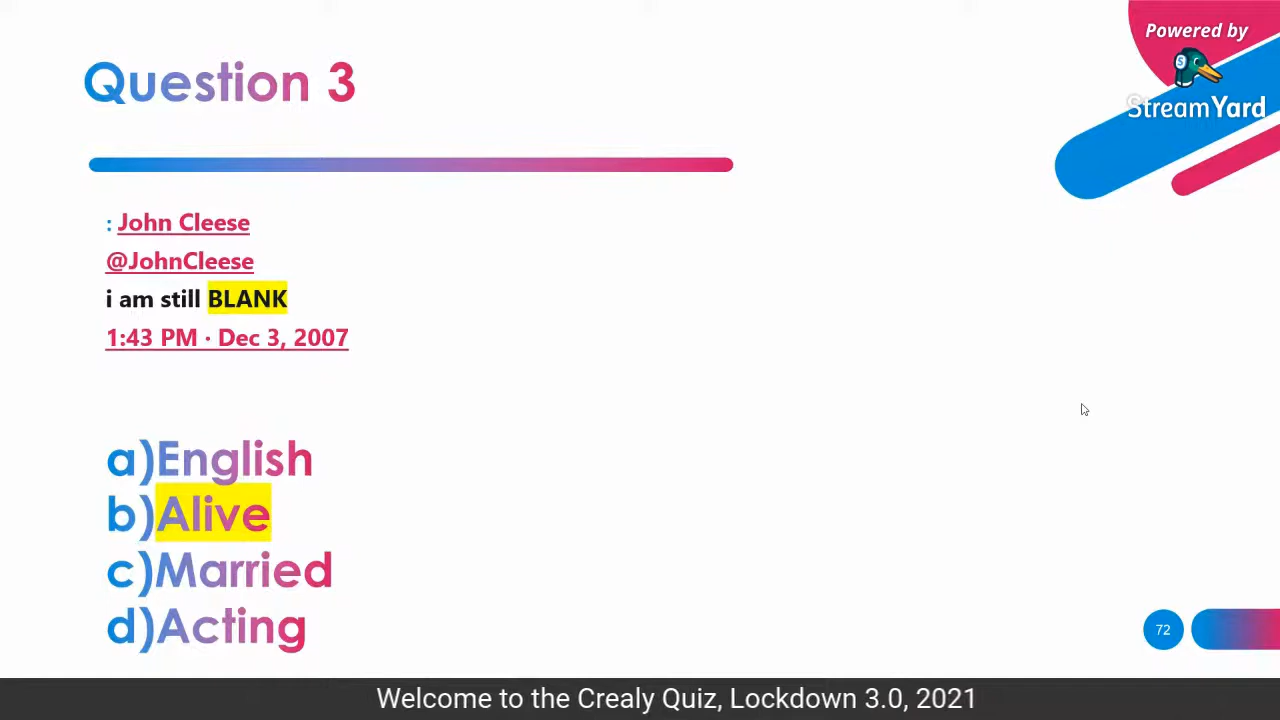 Powered by
StreamYard
Question 3
: John Cleese
@JohnCleese
i am still BLANK
1:43 PM · Dec 3, 2007
a)English
b)Alive
c)Married
d)Acting
72
Welcome to the Crealy Quiz, Lockdown 3.0, 2021